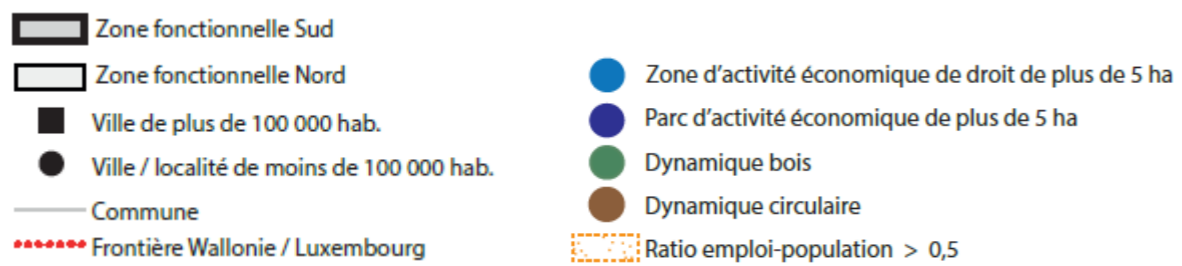 Zone fonctionnelle Sud
Zone fonctionnelle Nord
Ville de plus de 100 000 hab.
Ville / localité de moins de 100 000 hab.
Commune
Frontière Wallonie / Luxembourg
Zone d'activité économique de droit de plus de 5 ha
Parc d'activité économique de plus de 5 ha
Dynamique bois
Dynamique circulaire
Ratio emploi-population > 0,5